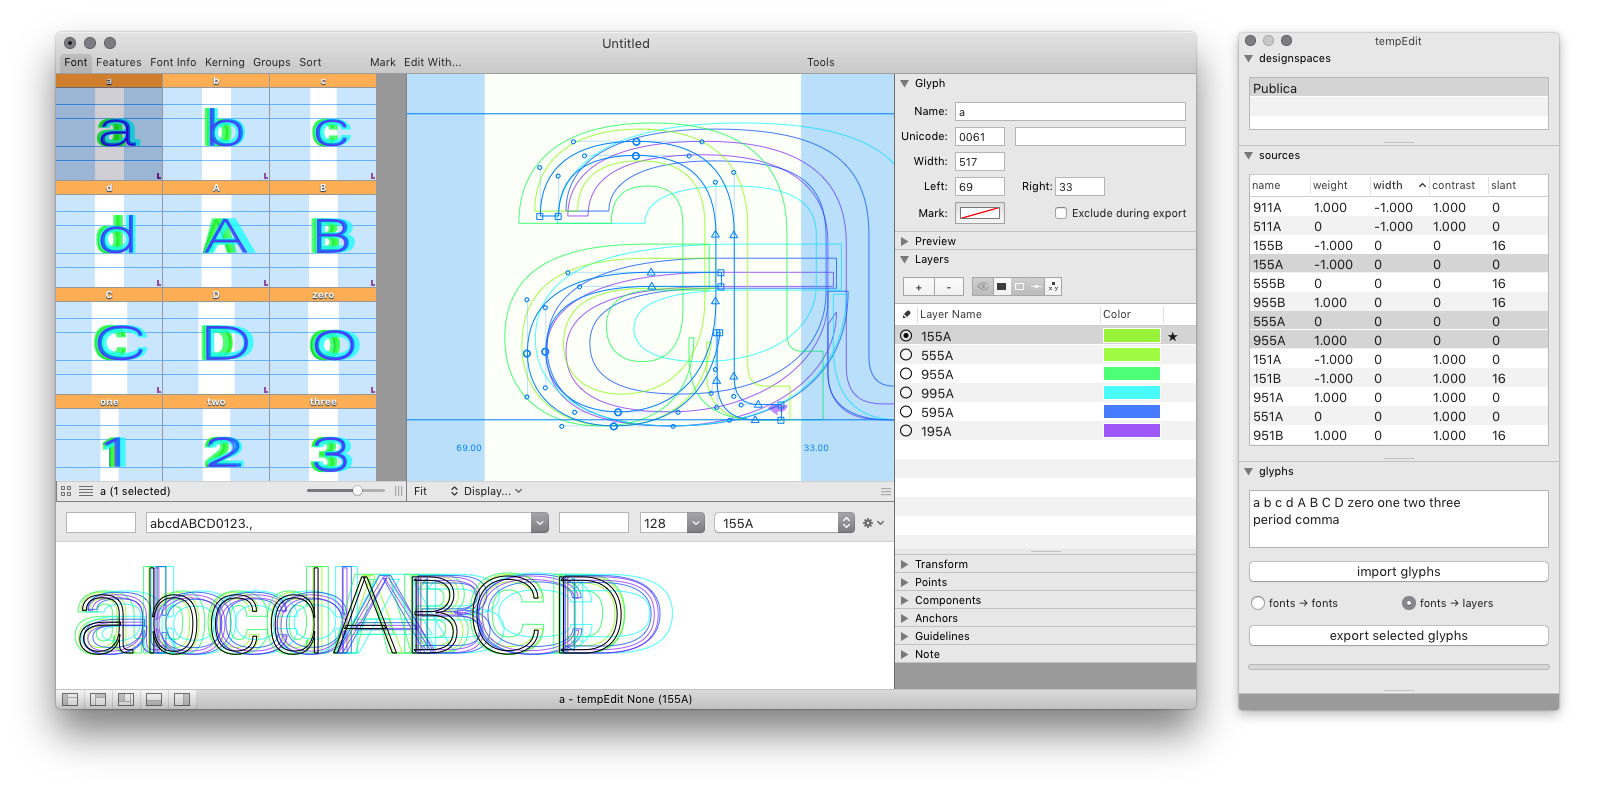 Untitled
Font Features Font Info Kerning Groups Sort Mark Edit With... Tools
a b c
a b c
d A B
d A B
C D zero
C D 0
one two three
1 2 3
69.00 33.00
a (1 selected) Fit Display...
abcdABCD0123., 128 155A
abcdABCD
a - tempEdit None (155A)
Glyph
Name: a
Unicode: 0061
Width: 517
Left: 69 Right: 33
Mark: Exclude during export
Preview
Layers
+ -
Layer Name Color
155A ★
555A
955A
995A
595A
195A
Transform
Points
Components
Anchors
Guidelines
Note
tempEdit
designspaces
Publica
sources
name weight width contrast slant
911A 1.000 -1.000 1.000 0
511A 0 -1.000 1.000 0
155B -1.000 0 0 16
155A -1.000 0 0 0
555B 0 0 0 16
955B 1.000 0 0 16
555A 0 0 0 0
955A 1.000 0 0 0
151A -1.000 0 1.000 0
151B -1.000 0 1.000 16
951A 1.000 0 1.000 0
551A 0 0 1.000 0
951B 1.000 0 1.000 16
glyphs
a b c d A B C D zero one two three
period comma
import glyphs
fonts → fonts fonts → layers
export selected glyphs